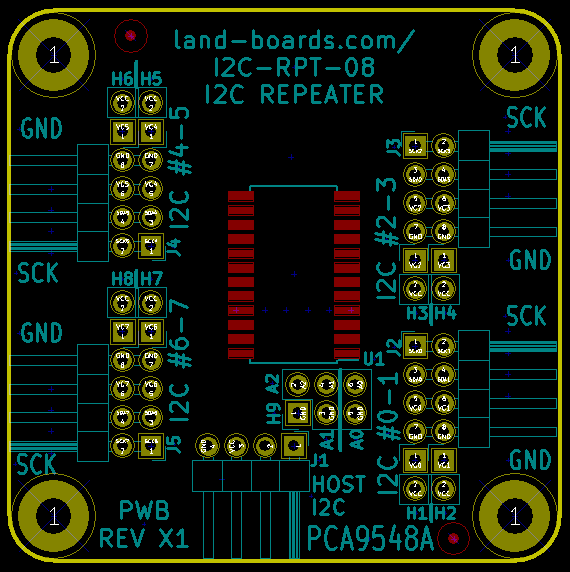 land-boards.com/
I2C-RPT-08
I2C REPEATER
H6 H5
GND
SCK
I2C #4-5
J4
SCK
J3
SCK
I2C #2-3
GND
H3 H4
H8 H7
GND
I2C #6-7
J5
SCK
U1
A2
H9
A1
A0
J2
SCK
I2C #0-1
GND
H1 H2
J1
HOST
I2C
PWB
REV X1
PCA9548A
1
1
1
1